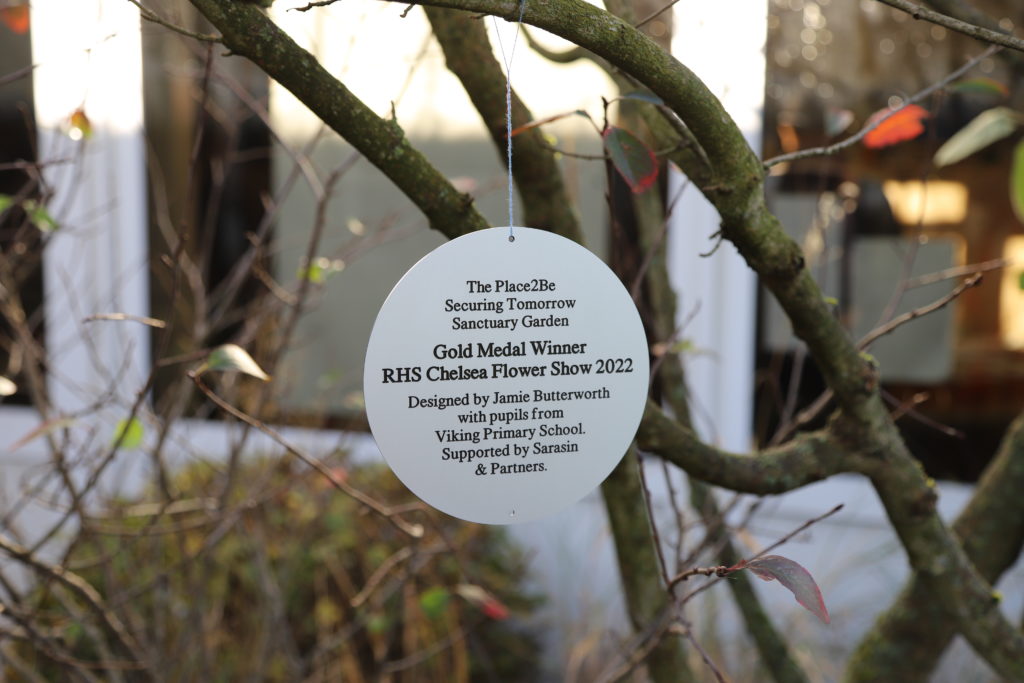 The Place2Be
Securing Tomorrow
Sanctuary Garden
Gold Medal Winner
RHS Chelsea Flower Show 2022
Designed by Jamie Butterworth
with pupils from
Viking Primary School.
Supported by Sarasin
& Partners.